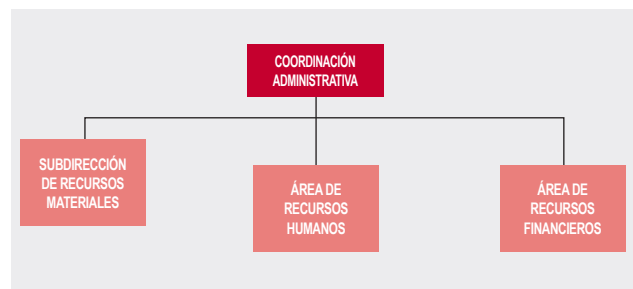 COORDINACIÓN
ADMINISTRATIVA
SUBDIRECCIÓN
DE RECURSOS
MATERIALES
ÁREA DE
RECURSOS
HUMANOS
ÁREA DE
RECURSOS
FINANCIEROS